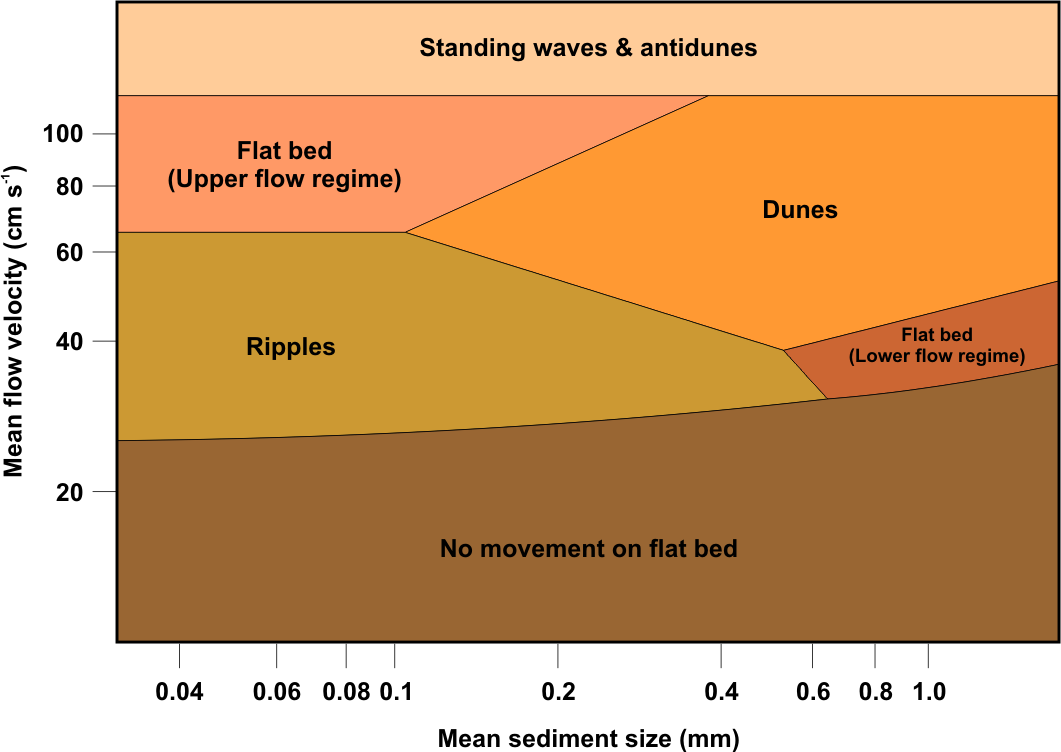 Standing waves & antidunes
Flat bed
(Upper flow regime)
Dunes
Ripples
Flat bed
(Lower flow regime)
No movement on flat bed
Mean flow velocity (cm s⁻¹)
100
80
60
40
20
0.04 0.06 0.08 0.1 0.2 0.4 0.6 0.8 1.0
Mean sediment size (mm)